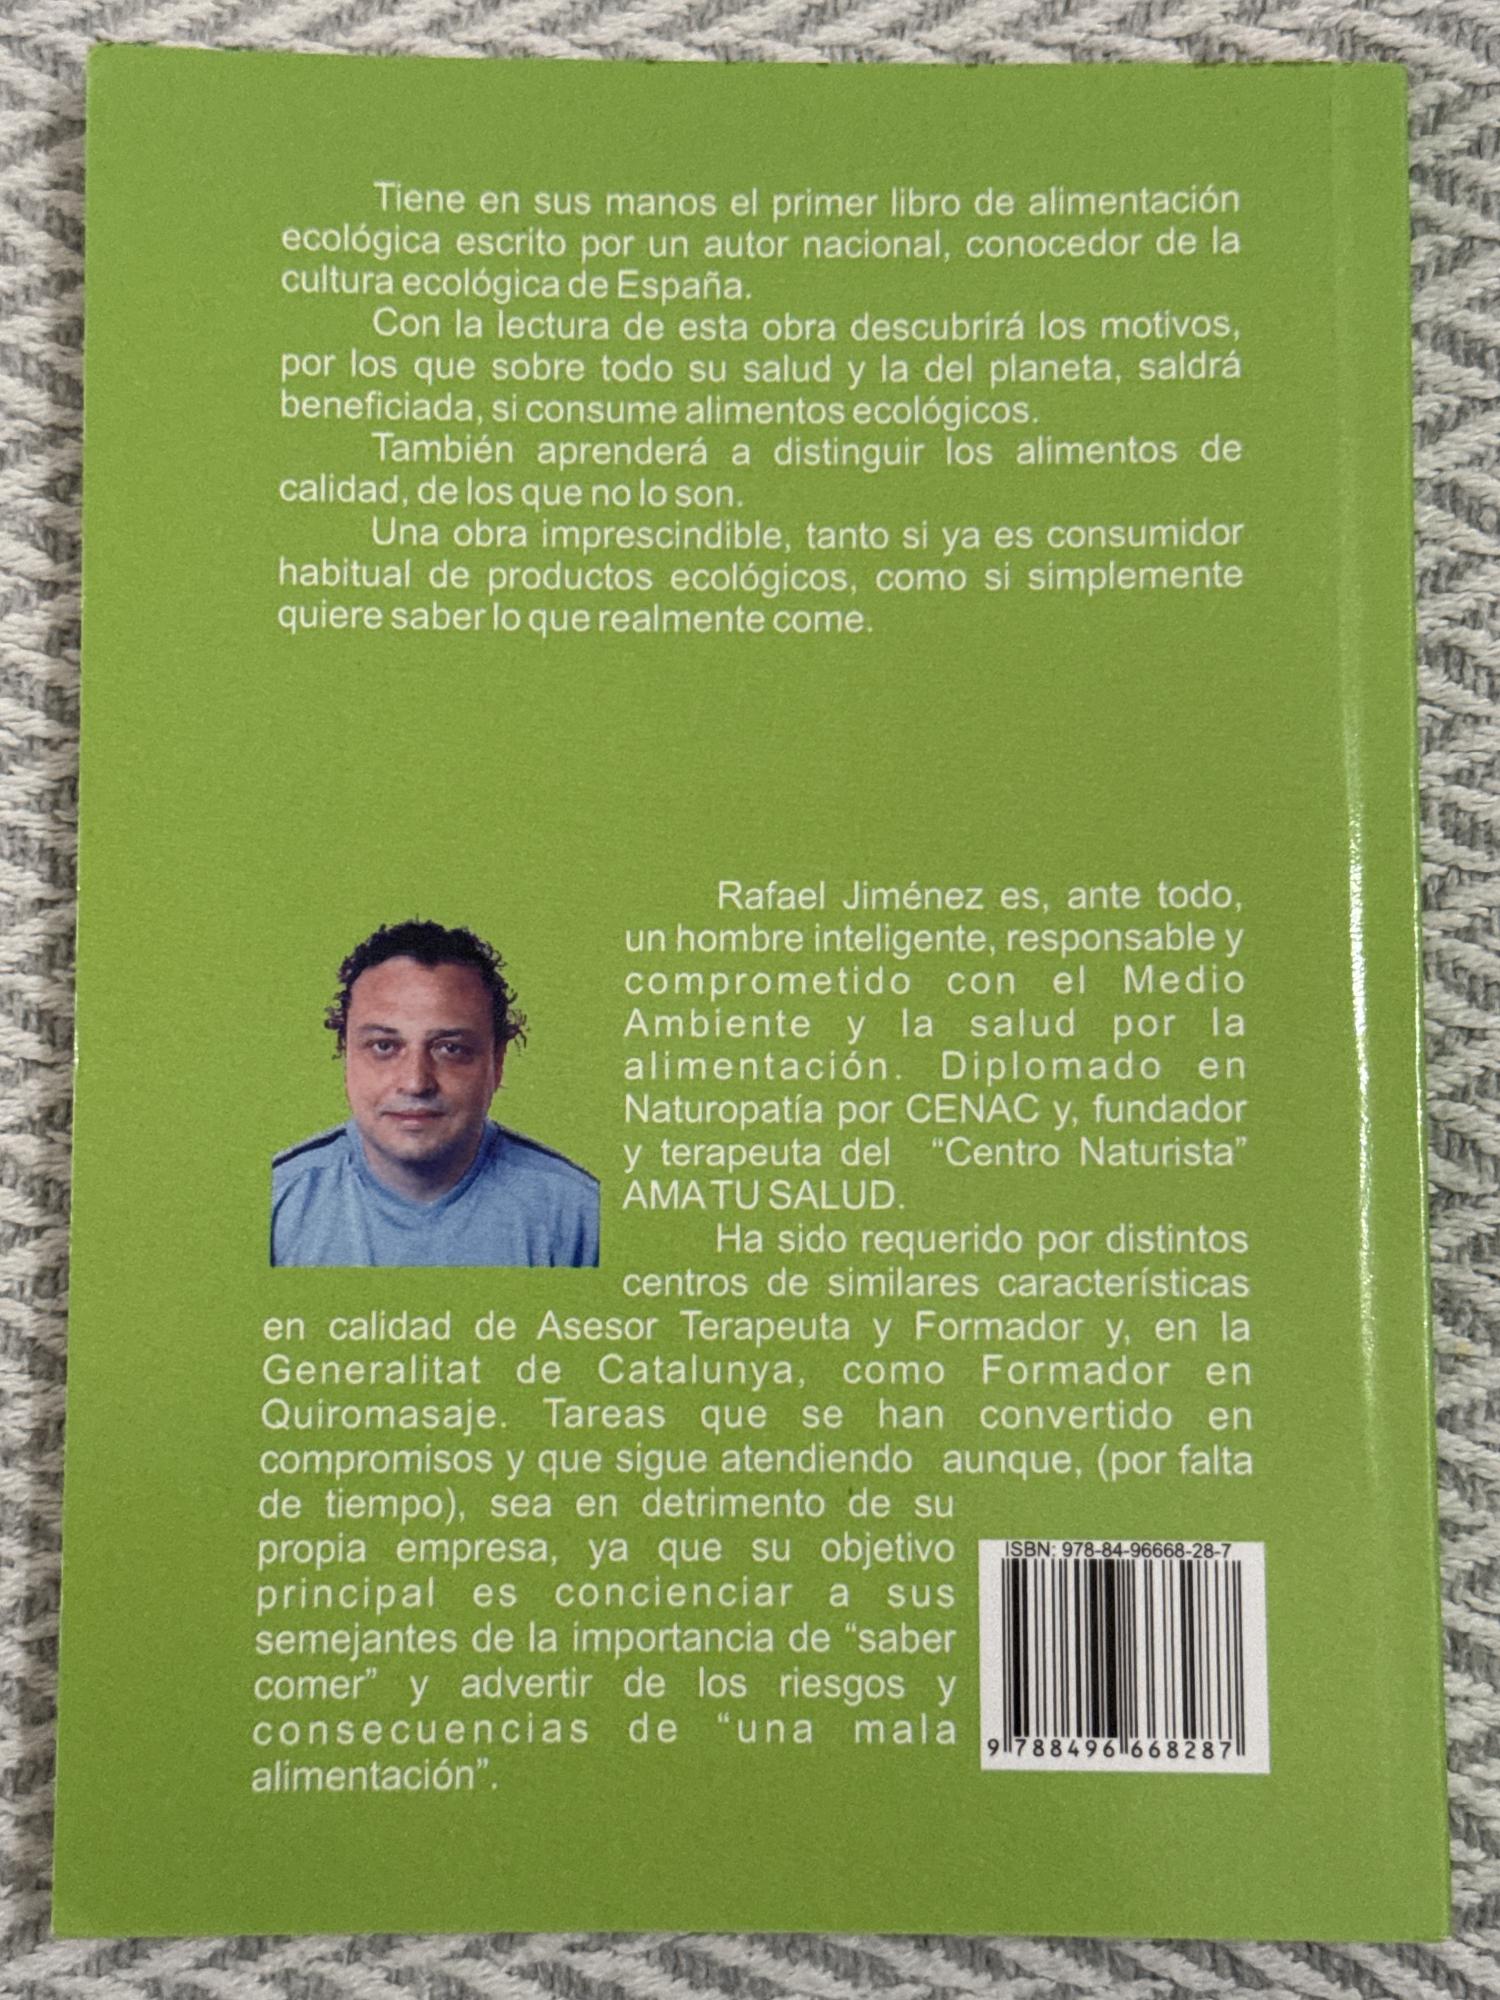 Tiene en sus manos el primer libro de alimentación
ecológica escrito por un autor nacional, conocedor de la
cultura ecológica de España.
Con la lectura de esta obra descubrirá los motivos,
por los que sobre todo su salud y la del planeta, saldrá
beneficiada, si consume alimentos ecológicos.
También aprenderá a distinguir los alimentos de
calidad, de los que no lo son.
Una obra imprescindible, tanto si ya es consumidor
habitual de productos ecológicos, como si simplemente
quiere saber lo que realmente come.
Rafael Jiménez es, ante todo,
un hombre inteligente, responsable y
comprometido con el Medio
Ambiente y la salud por la
alimentación. Diplomado en
Naturopatía por CENAC y, fundador
y terapeuta del “Centro Naturista”
AMA TU SALUD.
Ha sido requerido por distintos
centros de similares características
en calidad de Asesor Terapeuta y Formador y, en la
Generalitat de Catalunya, como Formador en
Quiromasaje. Tareas que se han convertido en
compromisos y que sigue atendiendo aunque, (por falta
de tiempo), sea en detrimento de su
propia empresa, ya que su objetivo
principal es concienciar a sus
semejantes de la importancia de “saber
comer” y advertir de los riesgos y
consecuencias de “una mala
alimentación”.
ISBN: 978-84-96668-28-7
9 788496 668287